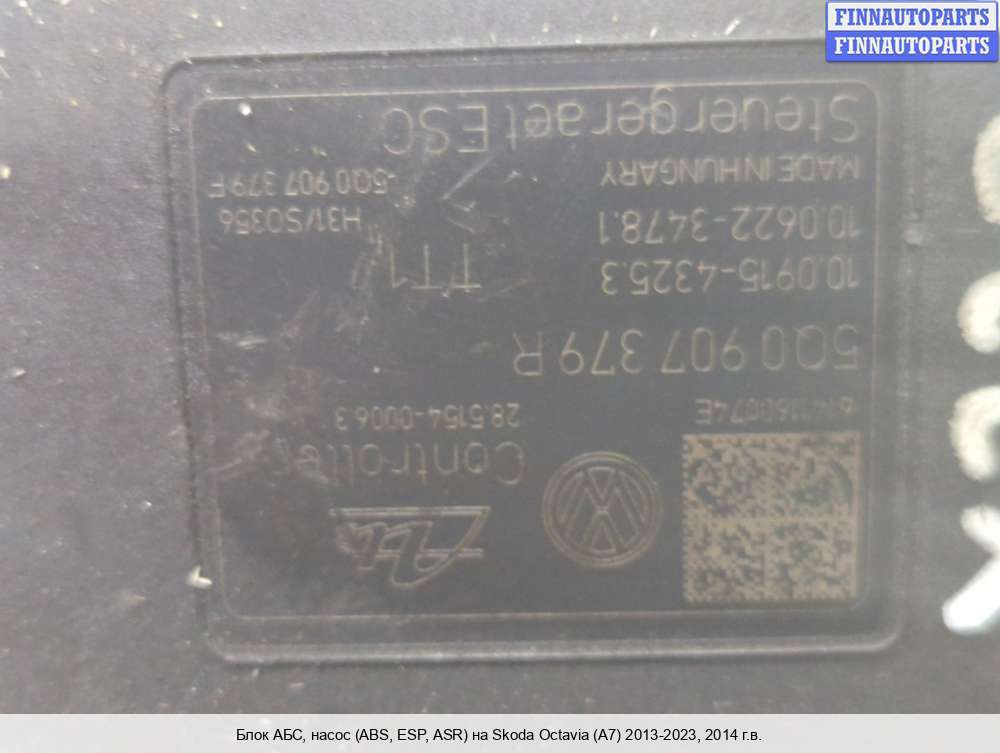 FINNAUTOPARTS
FINNAUTOPARTS
Ate
Controller
28.5154-0006.3
5Q0 907 379 R
10.0915-4325.3
TT1
10.0622-3478.1
H31/S0356
MADE IN HUNGARY
5Q0 907 379 F
Steuergeraet ESC
Блок АБС, насос (ABS, ESP, ASR) на Skoda Octavia (A7) 2013-2023, 2014 г.в.